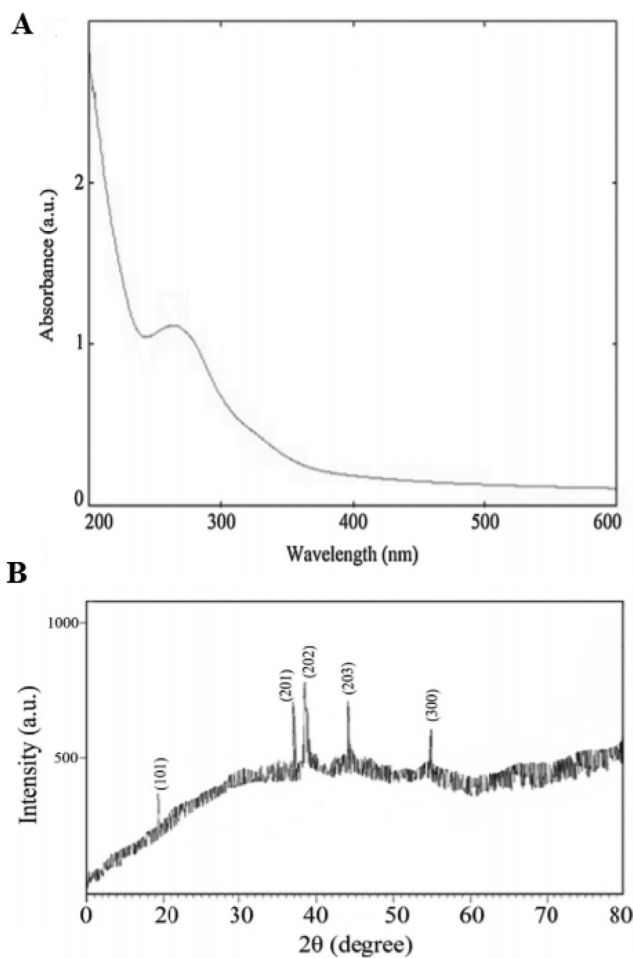 A
2
1
0
Absorbance (a.u.)
200 300 400 500 600
Wavelength (nm)
B
1000
500
Intensity (a.u.)
(101)
(201)
(202)
(203)
(300)
0 20 30 40 50 60 70 80
2θ (degree)